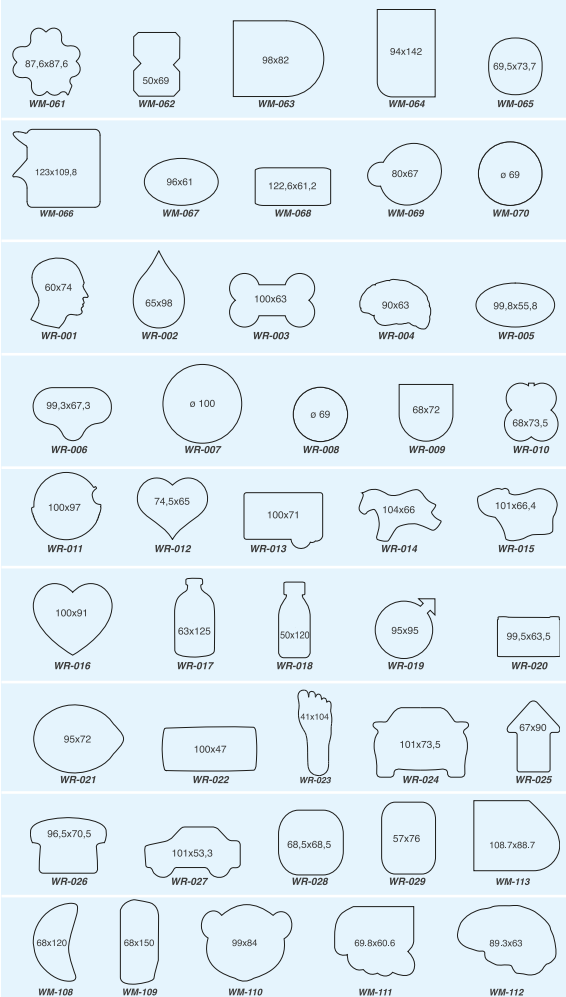 87,6x87,6 50x69 98x82 94x142 69,5x73,7
WM-061 WM-062 WM-063 WM-064 WM-065
123x109,8 96x61 122,6x61,2 80x67 ø 69
WM-066 WM-067 WM-068 WM-069 WM-070
60x74 65x98 100x63 90x63 99,8x55,8
WR-001 WR-002 WR-003 WR-004 WR-005
99,3x67,3 ø 100 ø 69 68x72 68x73,5
WR-006 WR-007 WR-008 WR-009 WR-010
100x97 74,5x65 100x71 104x66 101x66,4
WR-011 WR-012 WR-013 WR-014 WR-015
100x91 63x125 50x120 95x95 99,5x63,5
WR-016 WR-017 WR-018 WR-019 WR-020
95x72 100x47 41x104 101x73,5 67x90
WR-021 WR-022 WR-023 WR-024 WR-025
96,5x70,5 101x53,3 68,5x68,5 57x76 108.7x88.7
WR-026 WR-027 WR-028 WR-029 WM-113
68x120 68x150 99x84 69.8x60.6 89.3x63
WM-108 WM-109 WM-110 WM-111 WM-112